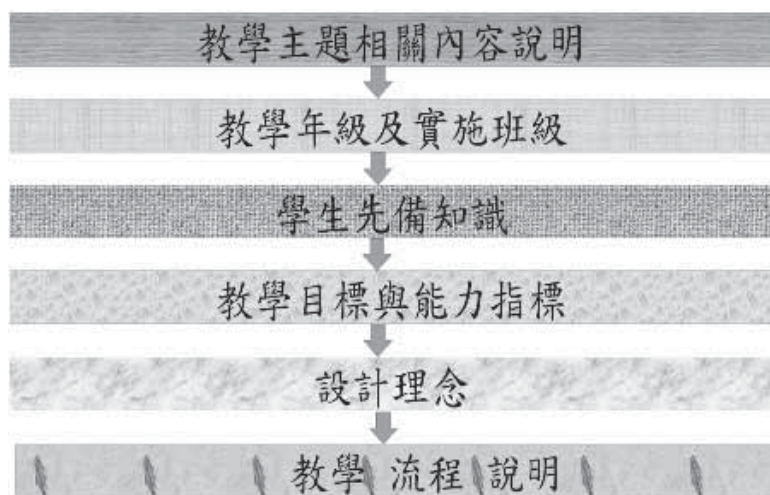 教學主題相關內容說明
教學年級及實施班級
學生先備知識
教學目標與能力指標
設計理念
教學 流程 說明